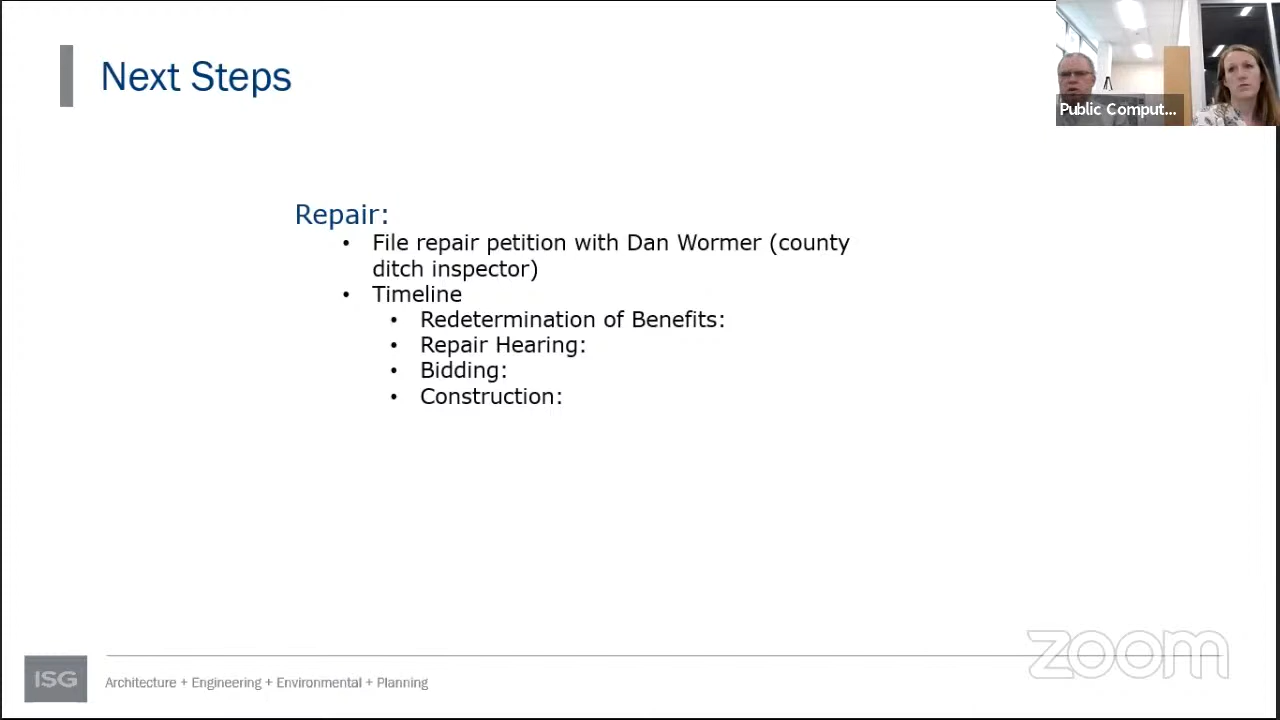 Next Steps
Public Comput...
Repair:
• File repair petition with Dan Wormer (county
ditch inspector)
• Timeline
• Redetermination of Benefits:
• Repair Hearing:
• Bidding:
• Construction:
zoom
ISG
Architecture + Engineering + Environmental + Planning